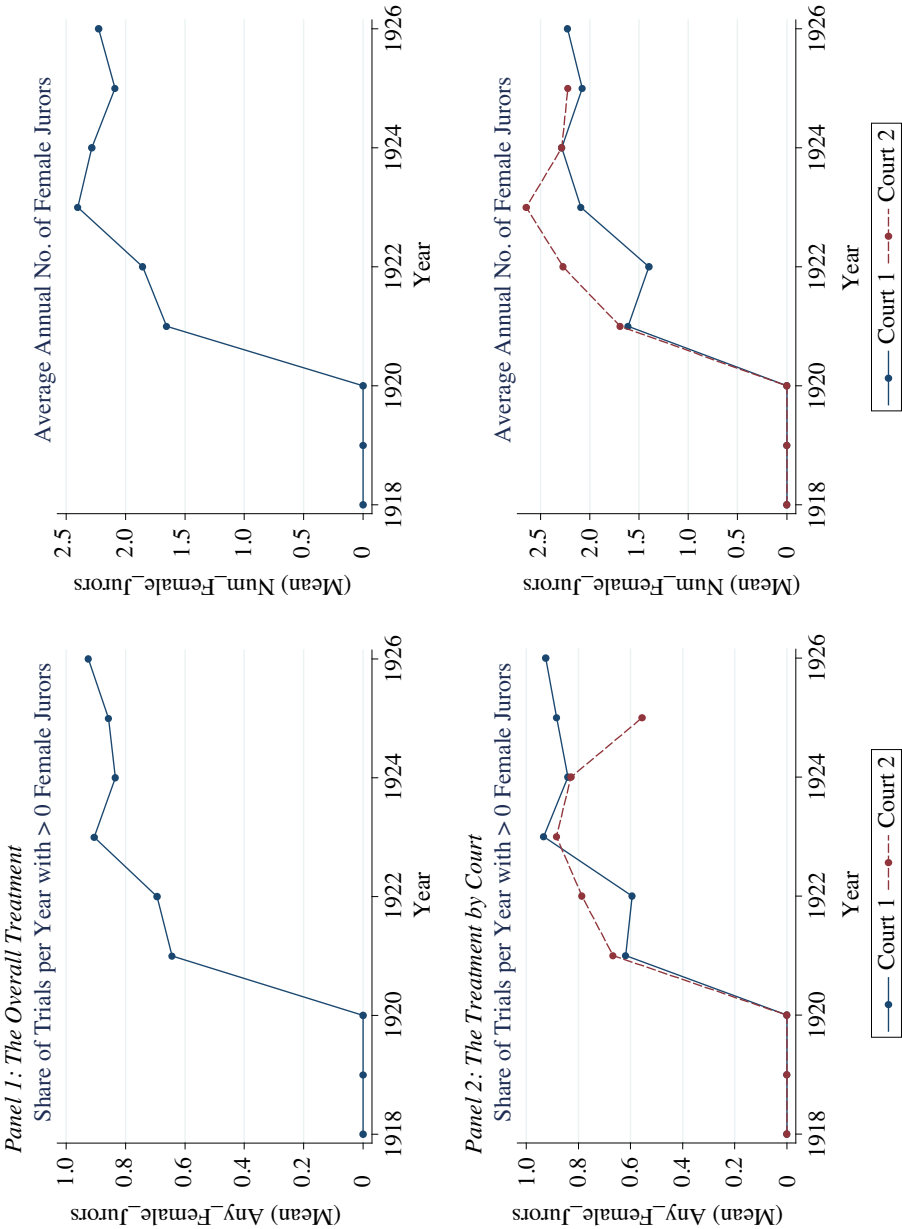 Panel 1: The Overall Treatment
Share of Trials per Year with > 0 Female Jurors
(Mean) Any_Female_Jurors
1.0
0.8
0.6
0.4
0.2
0
1918
1920
1922
1924
1926
Year
Average Annual No. of Female Jurors
(Mean) Num_Female_Jurors
2.5
2.0
1.5
1.0
0.5
0
1918
1920
1922
1924
1926
Year
Panel 2: The Treatment by Court
Share of Trials per Year with > 0 Female Jurors
(Mean) Any_Female_Jurors
1.0
0.8
0.6
0.4
0.2
0
1918
1920
1922
1924
1926
Year
Court 1
Court 2
Average Annual No. of Female Jurors
(Mean) Num_Female_Jurors
2.5
2.0
1.5
1.0
0.5
0
1918
1920
1922
1924
1926
Year
Court 1
Court 2